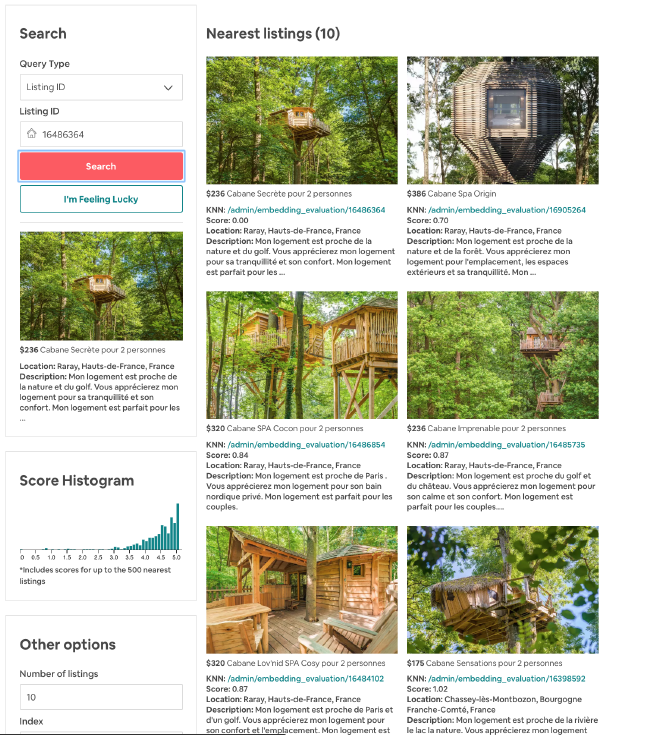 Search
Query Type
Listing ID
Listing ID
16486364
Search
I'm Feeling Lucky
$236 Cabane Secrète pour 2 personnes
Location: Raray, Hauts-de-France, France
Description: Mon logement est proche de
la nature et du golf. Vous apprécierez mon
logement pour sa tranquillité et son
confort. Mon logement est parfait pour les
...
Score Histogram
0 0.5 1.0 1.5 2.0 2.5 3.0 3.5 4.0 4.5 5.0
*Includes scores for up to the 500 nearest
listings
Other options
Number of listings
10
Index
Nearest listings (10)
$236 Cabane Secrète pour 2 personnes
KNN: /admin/embedding_evaluation/16486364
Score: 0.00
Location: Raray, Hauts-de-France, France
Description: Mon logement est proche de la
nature et du golf. Vous apprécierez mon logement
pour sa tranquillité et son confort. Mon logement
est parfait pour les ...
$386 Cabane Spa Origin
KNN: /admin/embedding_evaluation/16905264
Score: 0.70
Location: Raray, Hauts-de-France, France
Description: Mon logement est proche de la
nature et de la forêt. Vous apprécierez mon
logement pour l'emplacement, les espaces
extérieurs et sa tranquilité. Mon ...
$320 Cabane SPA Cocon pour 2 personnes
KNN: /admin/embedding_evaluation/16486854
Score: 0.84
Location: Raray, Hauts-de-France, France
Description: Mon logement est proche de Paris .
Vous apprécierez mon logement pour son bain
nordique privé. Mon logement est parfait pour les
couples.
$236 Cabane Imprenable pour 2 personnes
KNN: /admin/embedding_evaluation/16485735
Score: 0.87
Location: Raray, Hauts-de-France, France
Description: Mon logement est proche du golf et
du château. Vous apprécierez mon logement pour
son calme et son confort. Mon logement est
parfait pour les couples....
$320 Cabane Lov'nid SPA Cosy pour 2 personnes
KNN: /admin/embedding_evaluation/16484102
Score: 0.87
Location: Raray, Hauts-de-France, France
Description: Mon logement est proche de Paris et
d'un golf. Vous apprécierez mon logement pour
son confort et l'emplacement. Mon logement est
$175 Cabane Sensations pour 2 personnes
KNN: /admin/embedding_evaluation/16398592
Score: 1.02
Location: Chassey-lès-Montbozon, Bourgogne
Franche-Comté, France
Description: Mon logement est proche de la rivière
le lac la nature. Vous apprécierez mon logement